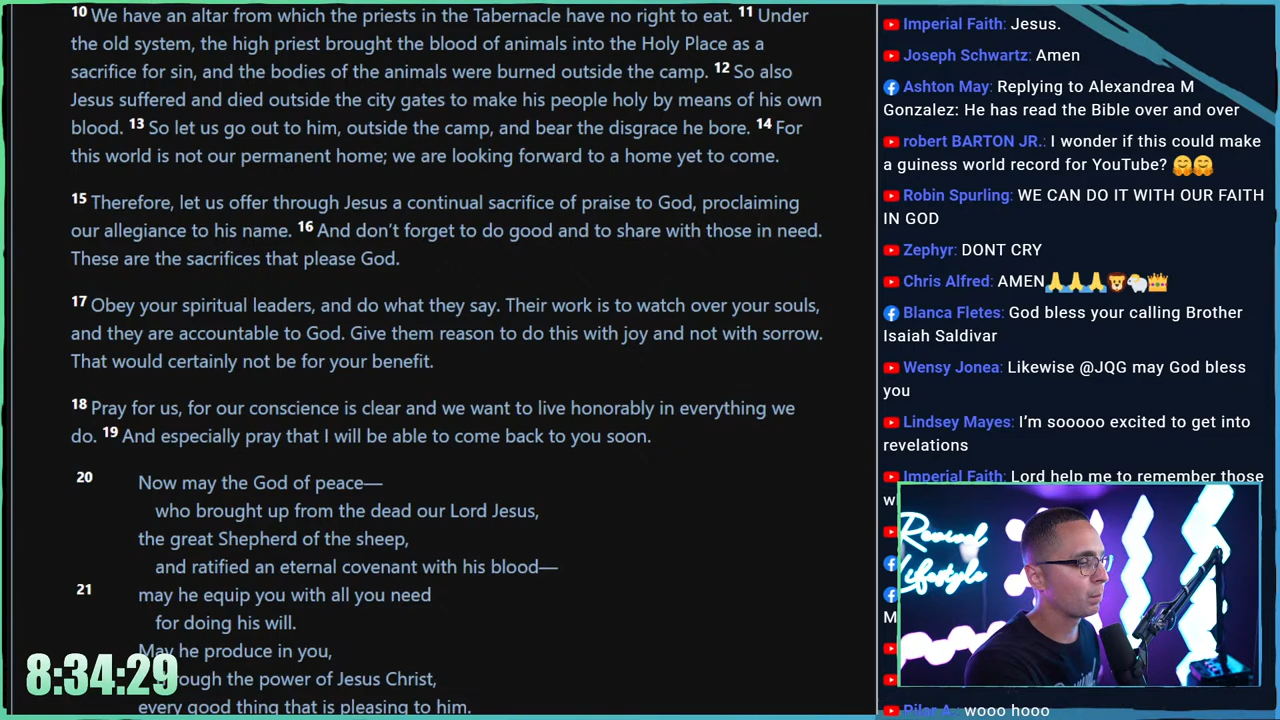 10 We have an altar from which the priests in the Tabernacle have no right to eat. 11 Under
the old system, the high priest brought the blood of animals into the Holy Place as a
sacrifice for sin, and the bodies of the animals were burned outside the camp. 12 So also
Jesus suffered and died outside the city gates to make his people holy by means of his own
blood. 13 So let us go out to him, outside the camp, and bear the disgrace he bore. 14 For
this world is not our permanent home; we are looking forward to a home yet to come.
15 Therefore, let us offer through Jesus a continual sacrifice of praise to God, proclaiming
our allegiance to his name. 16 And don’t forget to do good and to share with those in need.
These are the sacrifices that please God.
17 Obey your spiritual leaders, and do what they say. Their work is to watch over your souls,
and they are accountable to God. Give them reason to do this with joy and not with sorrow.
That would certainly not be for your benefit.
18 Pray for us, for our conscience is clear and we want to live honorably in everything we
do. 19 And especially pray that I will be able to come back to you soon.
20 Now may the God of peace—
who brought up from the dead our Lord Jesus,
the great Shepherd of the sheep,
and ratified an eternal covenant with his blood—
21 may he equip you with all you need
for doing his will.
May he produce in you,
through the power of Jesus Christ,
every good thing that is pleasing to him.
8:34:29
Imperial Faith: Jesus.
Joseph Schwartz: Amen
Ashton May: Replying to Alexandrea M
Gonzalez: He has read the Bible over and over
robert BARTON JR.: I wonder if this could make
a guiness world record for YouTube? 🤗🤗
Robin Spurling: WE CAN DO IT WITH OUR FAITH
IN GOD
Zephyr: DONT CRY
Chris Alfred: AMEN🙏🙏🙏🦁🐑👑
Blanca Fletes: God bless your calling Brother
Isaiah Saldivar
Wensy Jonea: Likewise @JQG may God bless
you
Lindsey Mayes: I’m sooooo excited to get into
revelations
Imperial Faith: Lord help me to remember those
Revival
Lifestyle
Pilar A: wooo hooo